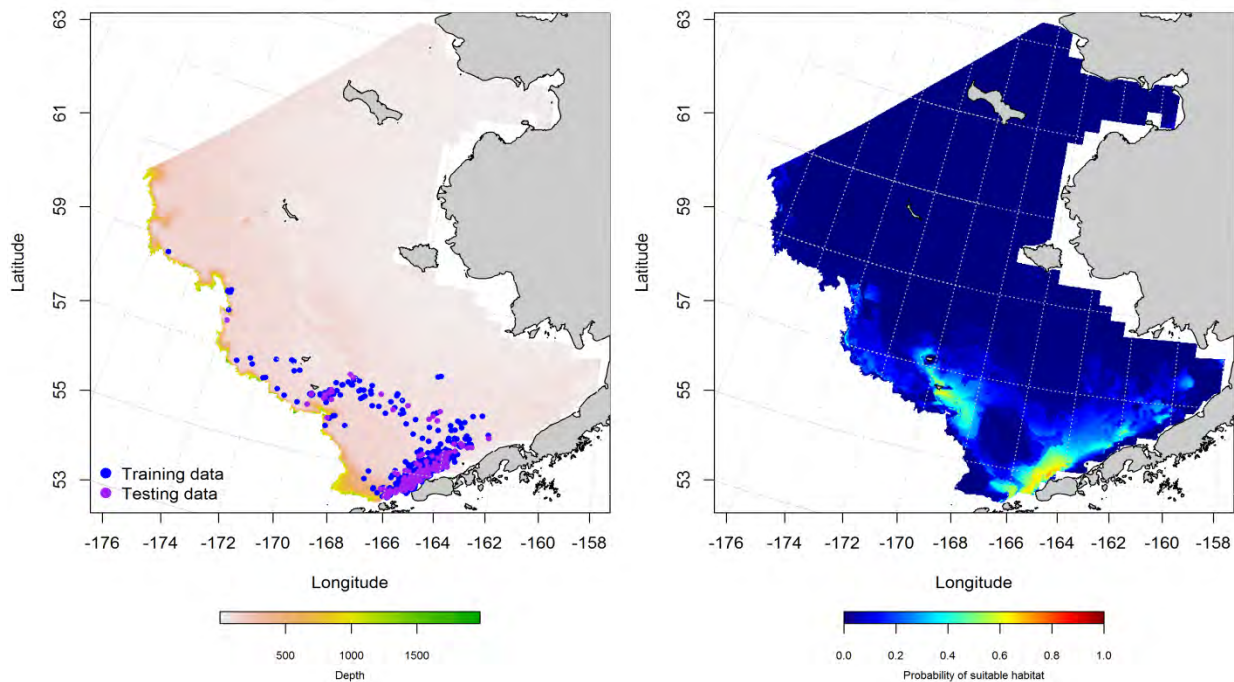 63
61
59
57
55
53
Latitude
Training data
Testing data
-176 -174 -172 -170 -168 -166 -164 -162 -160 -158
Longitude
500 1000 1500
Depth
63
61
59
57
55
53
Latitude
-176 -174 -172 -170 -168 -166 -164 -162 -160 -158
Longitude
0.0 0.2 0.4 0.6 0.8 1.0
Probability of suitable habitat